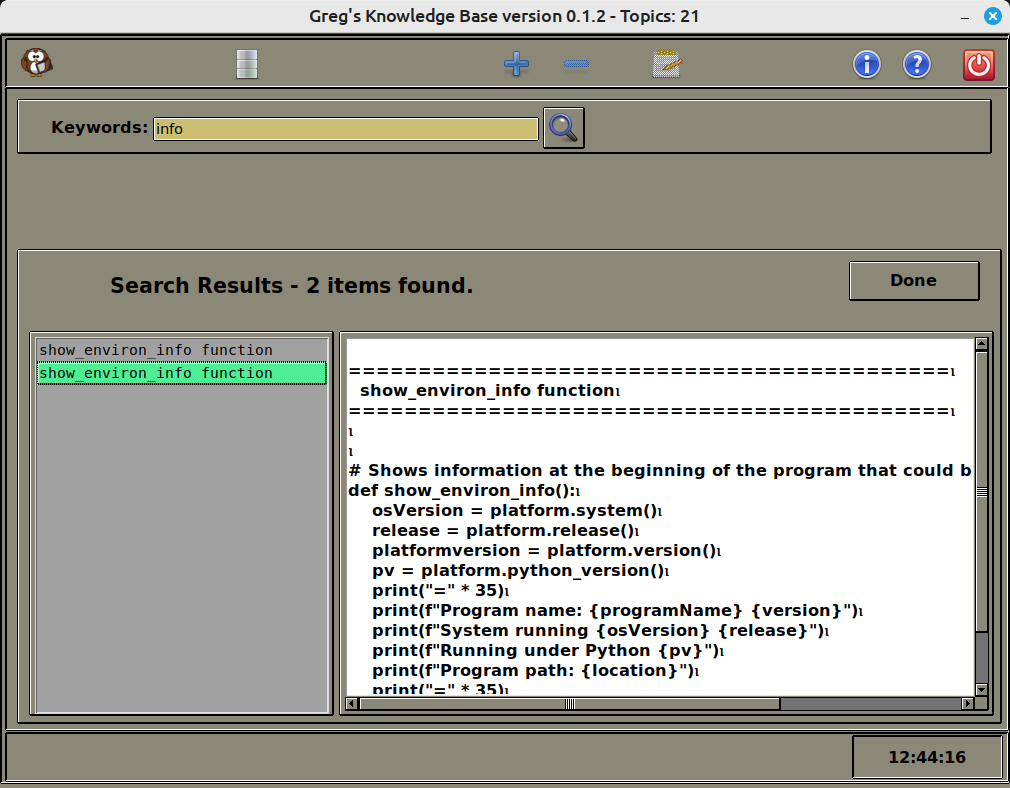 Greg's Knowledge Base version 0.1.2 - Topics: 21
Keywords: info
Search Results - 2 items found.
Done
show_environ_info function
show_environ_info function
===========================================
show_environ_info function
===========================================
# Shows information at the beginning of the program that could b
def show_environ_info():
    osVersion = platform.system()
    release = platform.release()
    platformversion = platform.version()
    pv = platform.python_version()
    print("=" * 35)
    print(f"Program name: {programName} {version}")
    print(f"System running {osVersion} {release}")
    print(f"Running under Python {pv}")
    print(f"Program path: {location}")
    print("=" * 35)
12:44:16